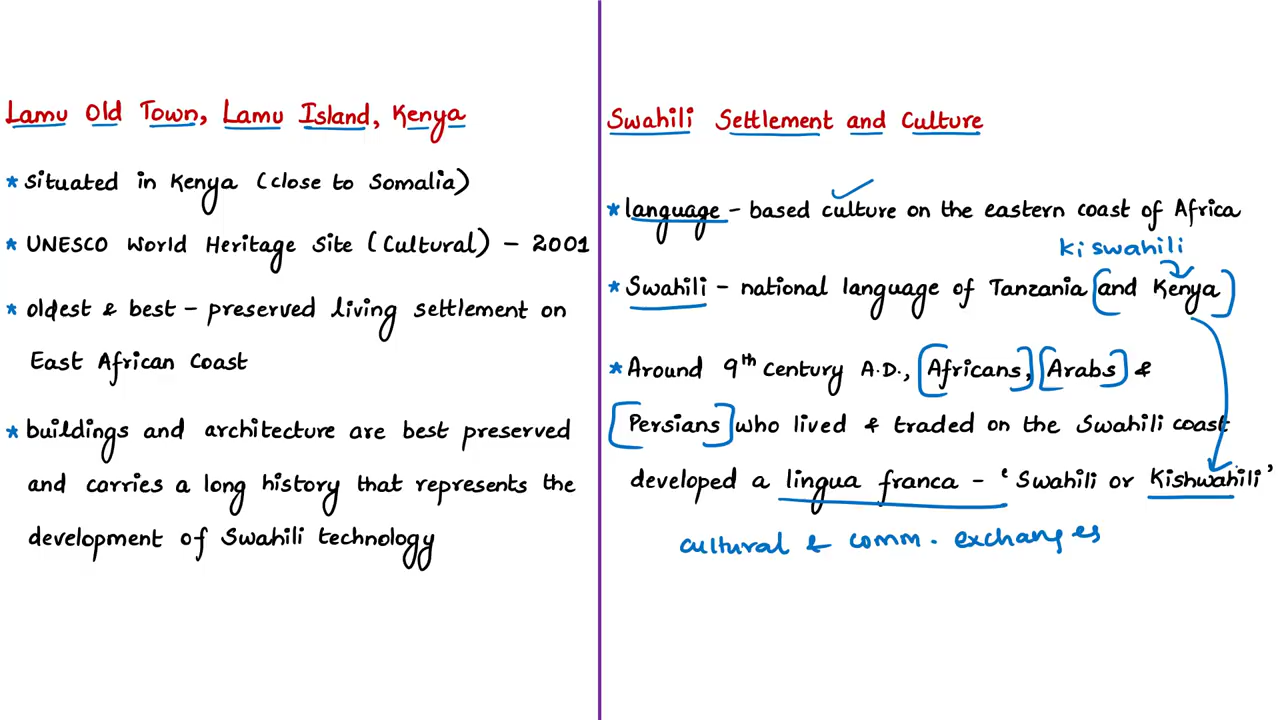 Lamu Old Town, Lamu Island, Kenya
* situated in Kenya (close to Somalia)
* UNESCO World Heritage Site (Cultural) - 2001
* oldest & best - preserved living settlement on
East African Coast
* buildings and architecture are best preserved
and carries a long history that represents the
development of Swahili technology
Swahili Settlement and Culture
* language - based culture on the eastern coast of Africa
kiswahili
* Swahili - national language of Tanzania [and Kenya]
* Around 9th century A.D., [Africans], [Arabs] &
[Persians] who lived & traded on the Swahili coast
developed a lingua franca - 'Swahili or Kishwahili'
cultural & comm. exchanges